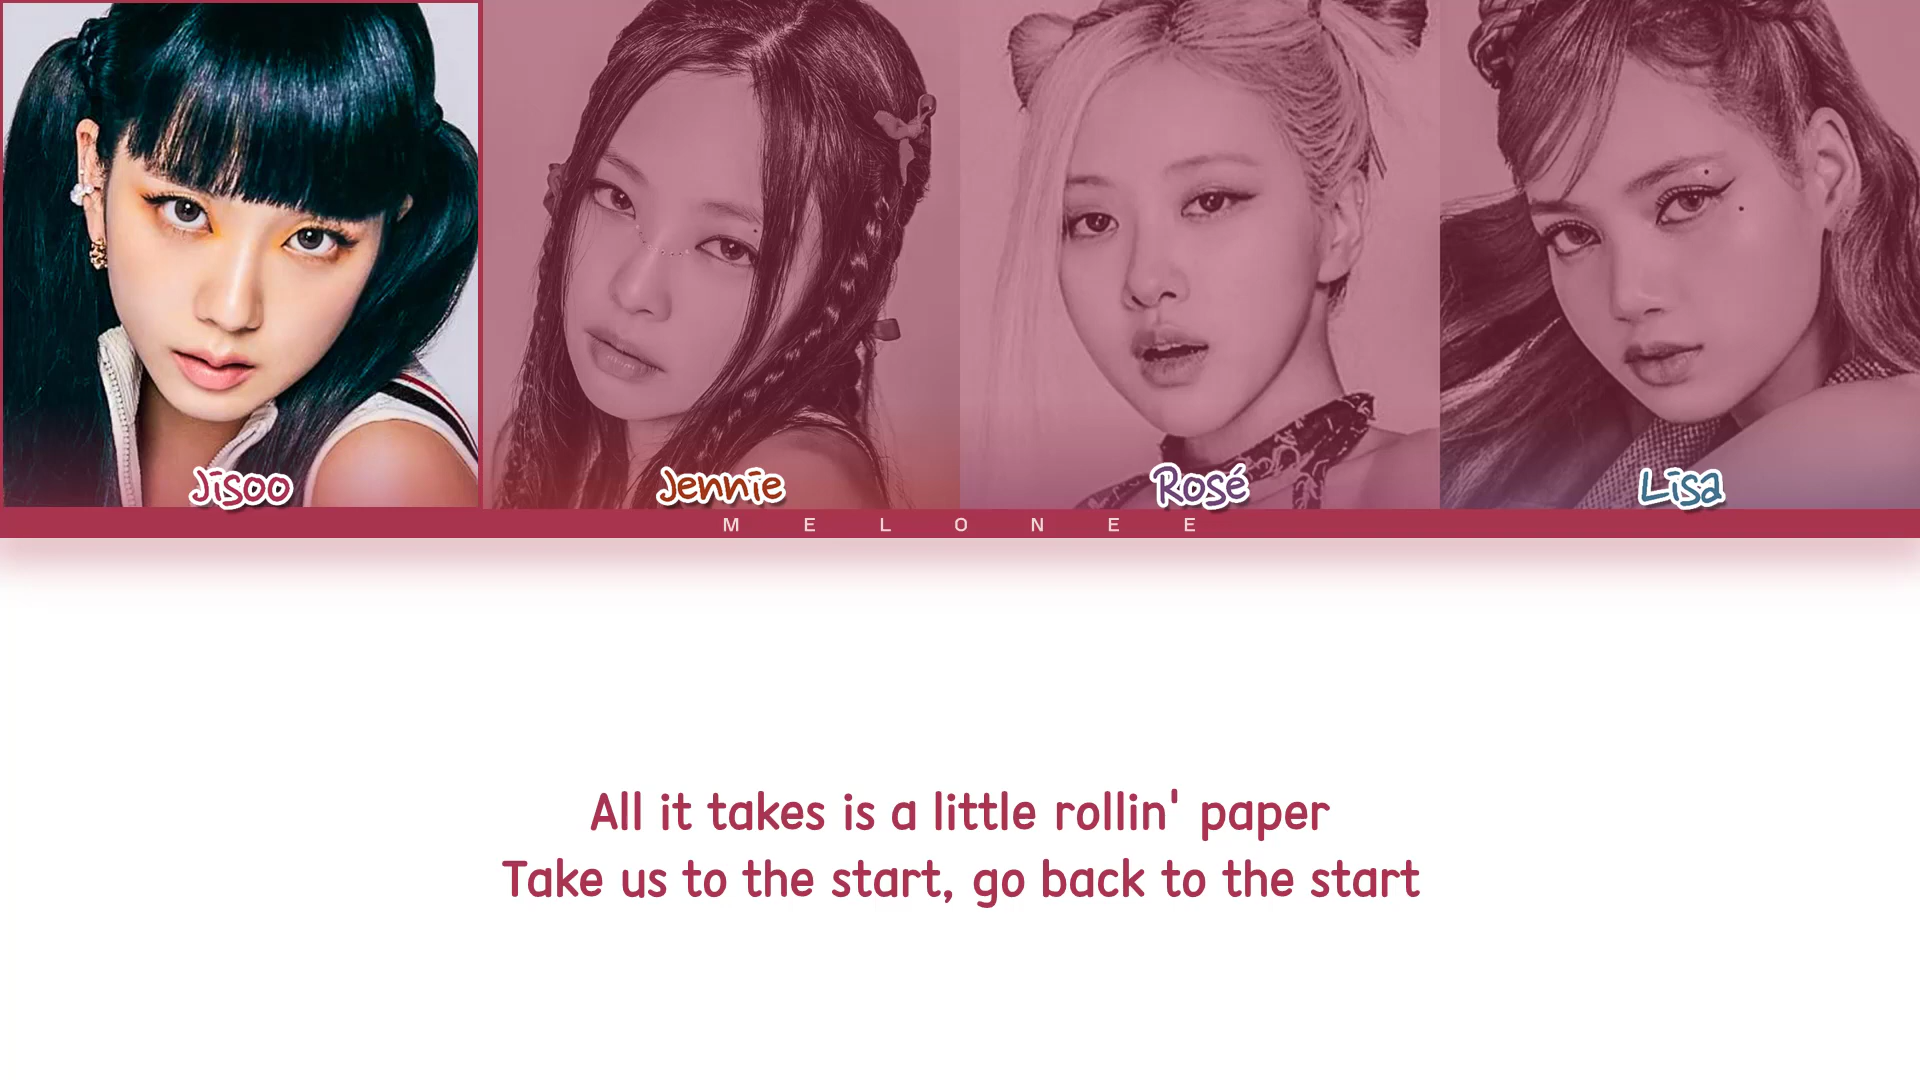 Jisoo
Jennie
Rosé
Lisa
MELONEE
All it takes is a little rollin' paper
Take us to the start, go back to the start